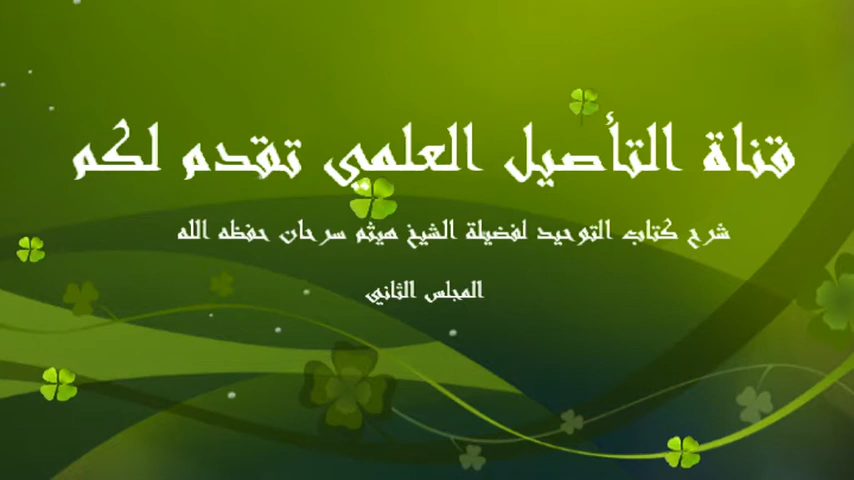 قناة التأصيل العلمي تقدم لكم
شرح كتاب التوحيد لفضيلة الشيخ هيثم سرحان حفظه الله
المجلس الثاني